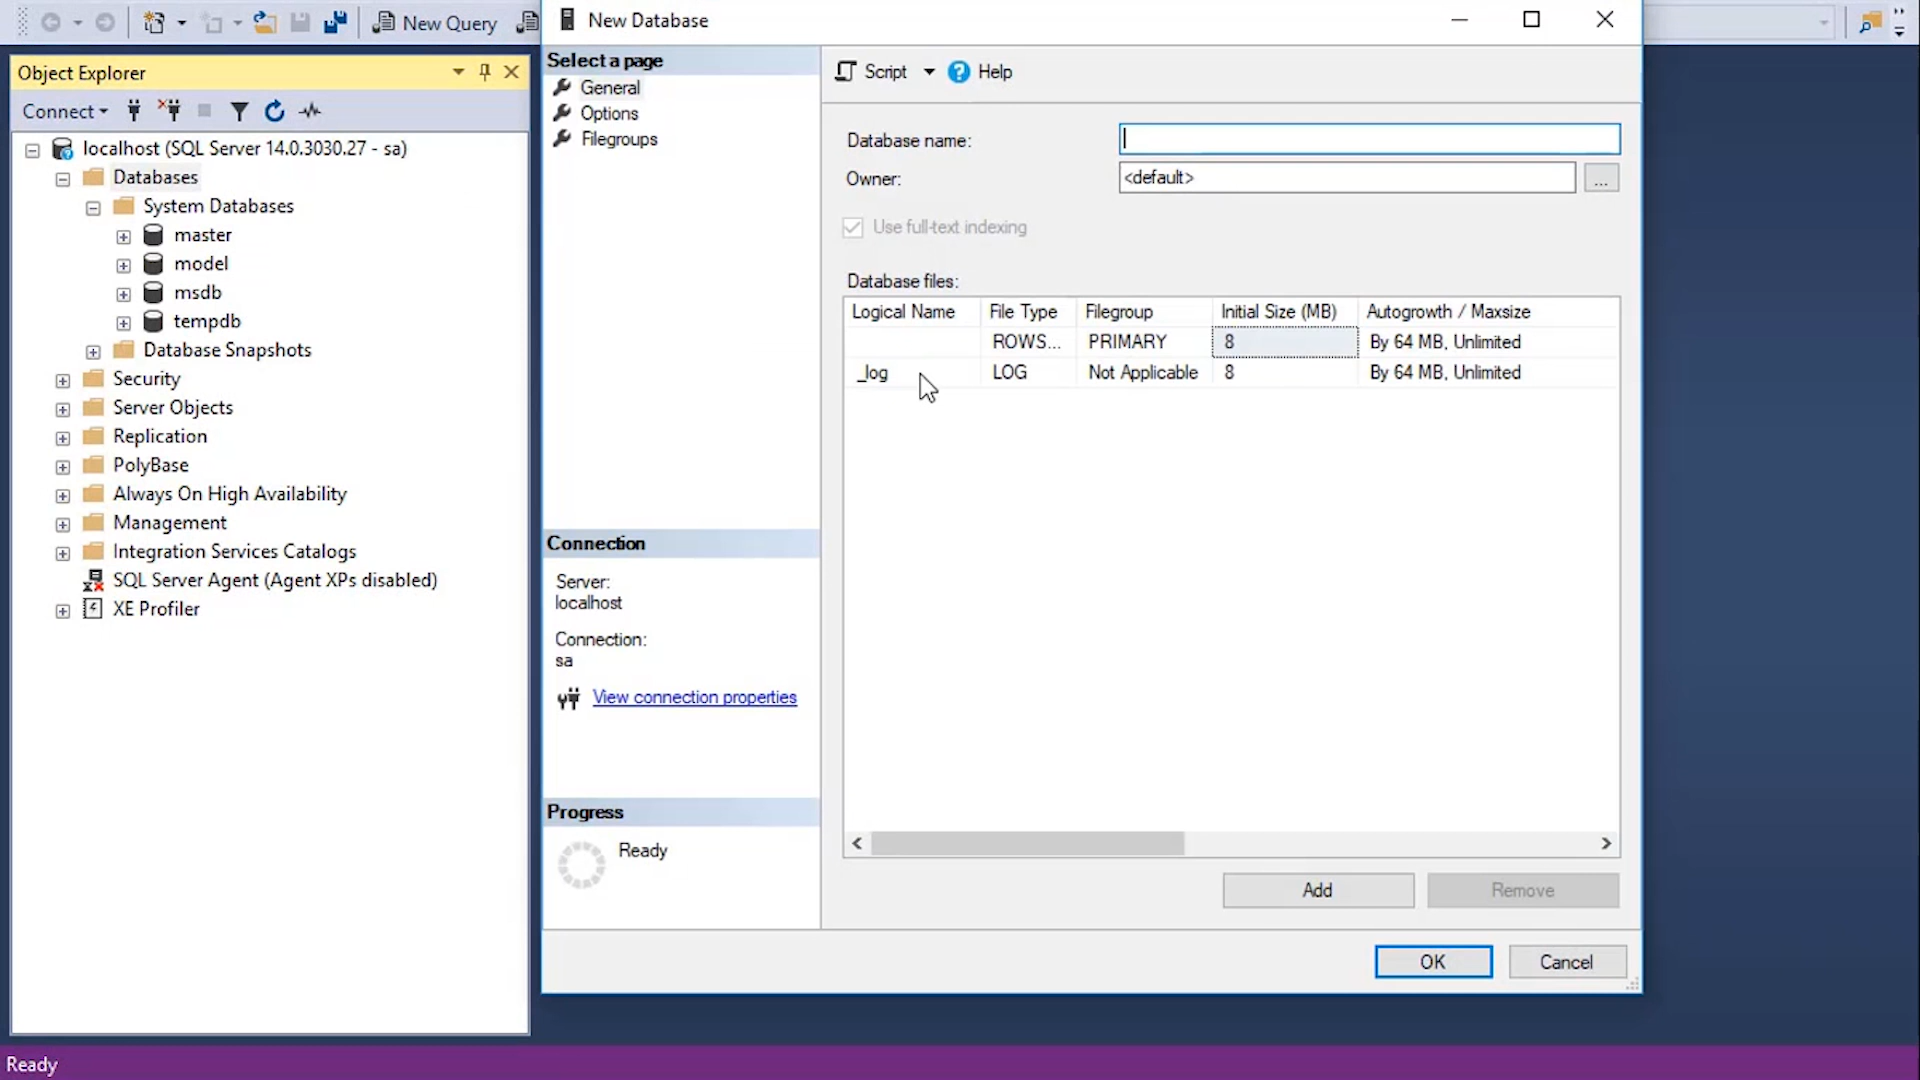 New Query
New Database
Object Explorer
Connect
localhost (SQL Server 14.0.3030.27 - sa)
Databases
System Databases
master
model
msdb
tempdb
Database Snapshots
Security
Server Objects
Replication
PolyBase
Always On High Availability
Management
Integration Services Catalogs
SQL Server Agent (Agent XPs disabled)
XE Profiler
Select a page
General
Options
Filegroups
Connection
Server:
localhost
Connection:
sa
View connection properties
Progress
Ready
Script
Help
Database name:
Owner:
<default>
...
Use full-text indexing
Database files:
Logical Name File Type Filegroup Initial Size (MB) Autogrowth / Maxsize
ROWS... PRIMARY 8 By 64 MB, Unlimited
_log LOG Not Applicable 8 By 64 MB, Unlimited
Add
Remove
OK
Cancel
Ready